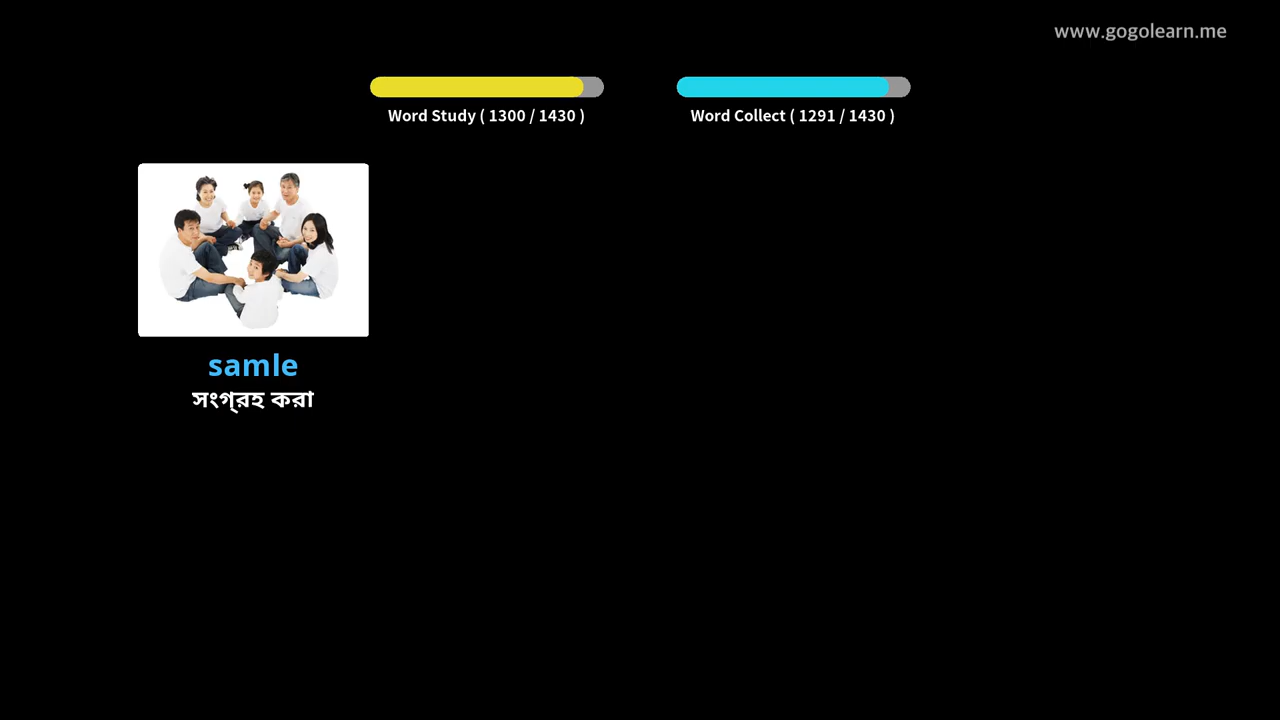 www.gogolearn.me
Word Study ( 1300 / 1430 )
Word Collect ( 1291 / 1430 )
samle
সংগ্রহ করা